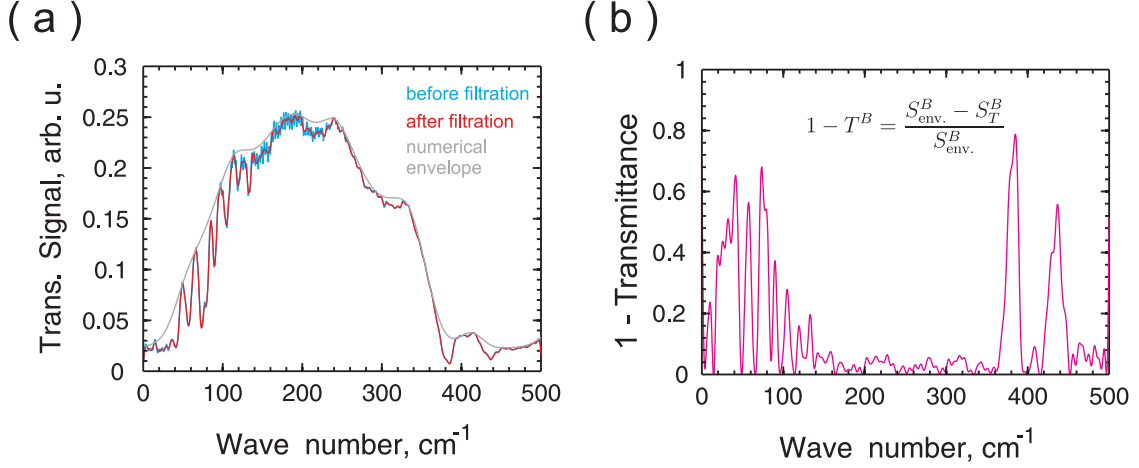 ( a )
0.3
0.25
0.2
0.15
0.1
0.05
0
0 100 200 300 400 500
Trans. Signal, arb. u.
Wave number, cm⁻¹
before filtration
after filtration
numerical
envelope
( b )
1
0.8
0.6
0.4
0.2
0
0 100 200 300 400 500
1 - Transmittance
Wave number, cm⁻¹
1 − T^B = (S^B_env. − S^B_T) / S^B_env.